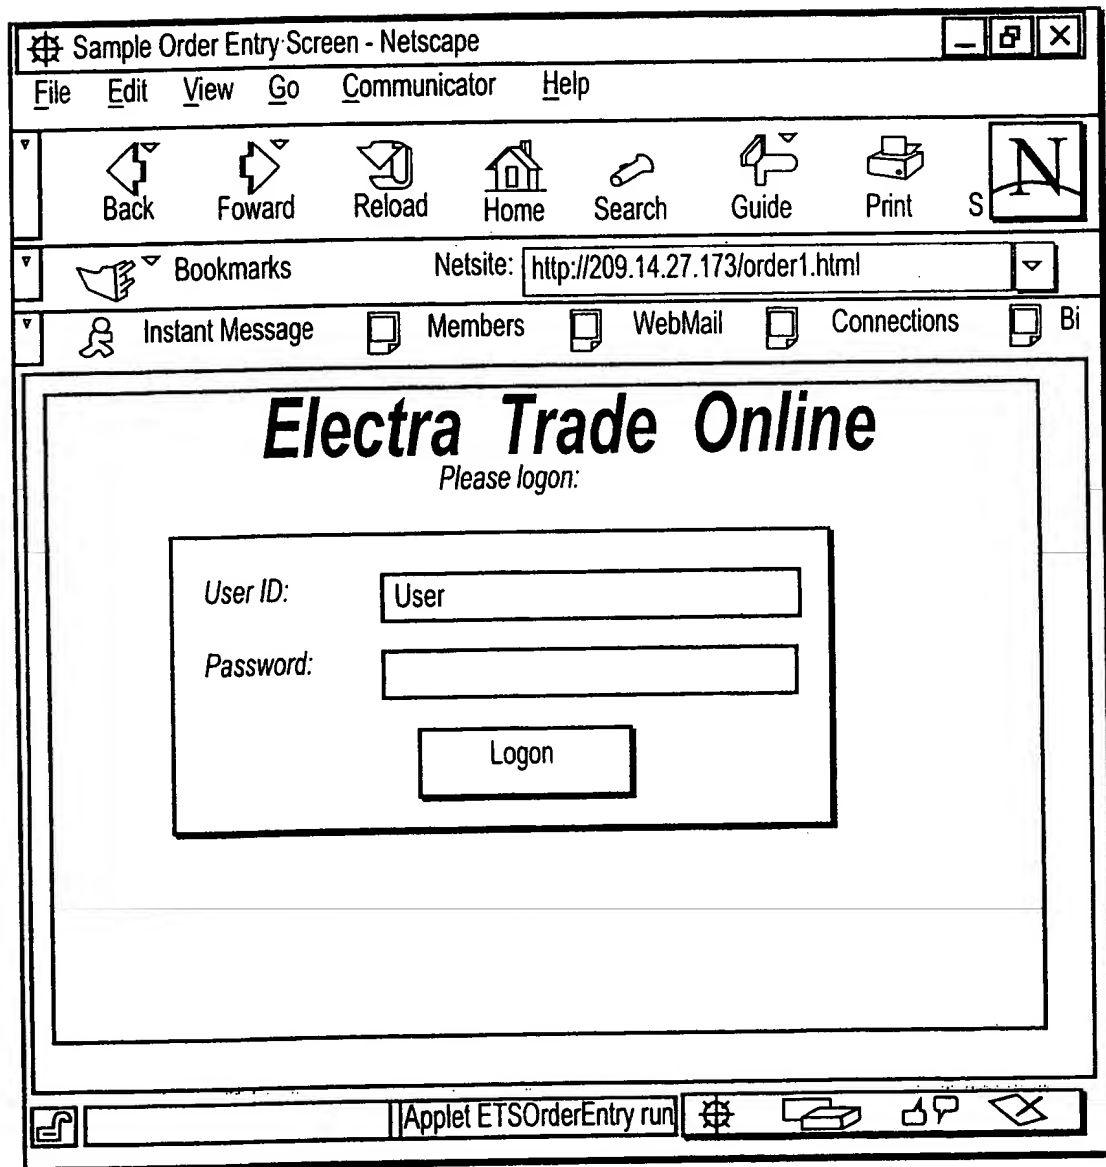 Sample Order Entry Screen - Netscape
File Edit View Go Communicator Help
Back Foward Reload Home Search Guide Print S N
Bookmarks Netsite: http://209.14.27.173/order1.html
Instant Message Members WebMail Connections Bi
Electra Trade Online
Please logon:
User ID: User
Password:
Logon
Applet ETSOrderEntry run